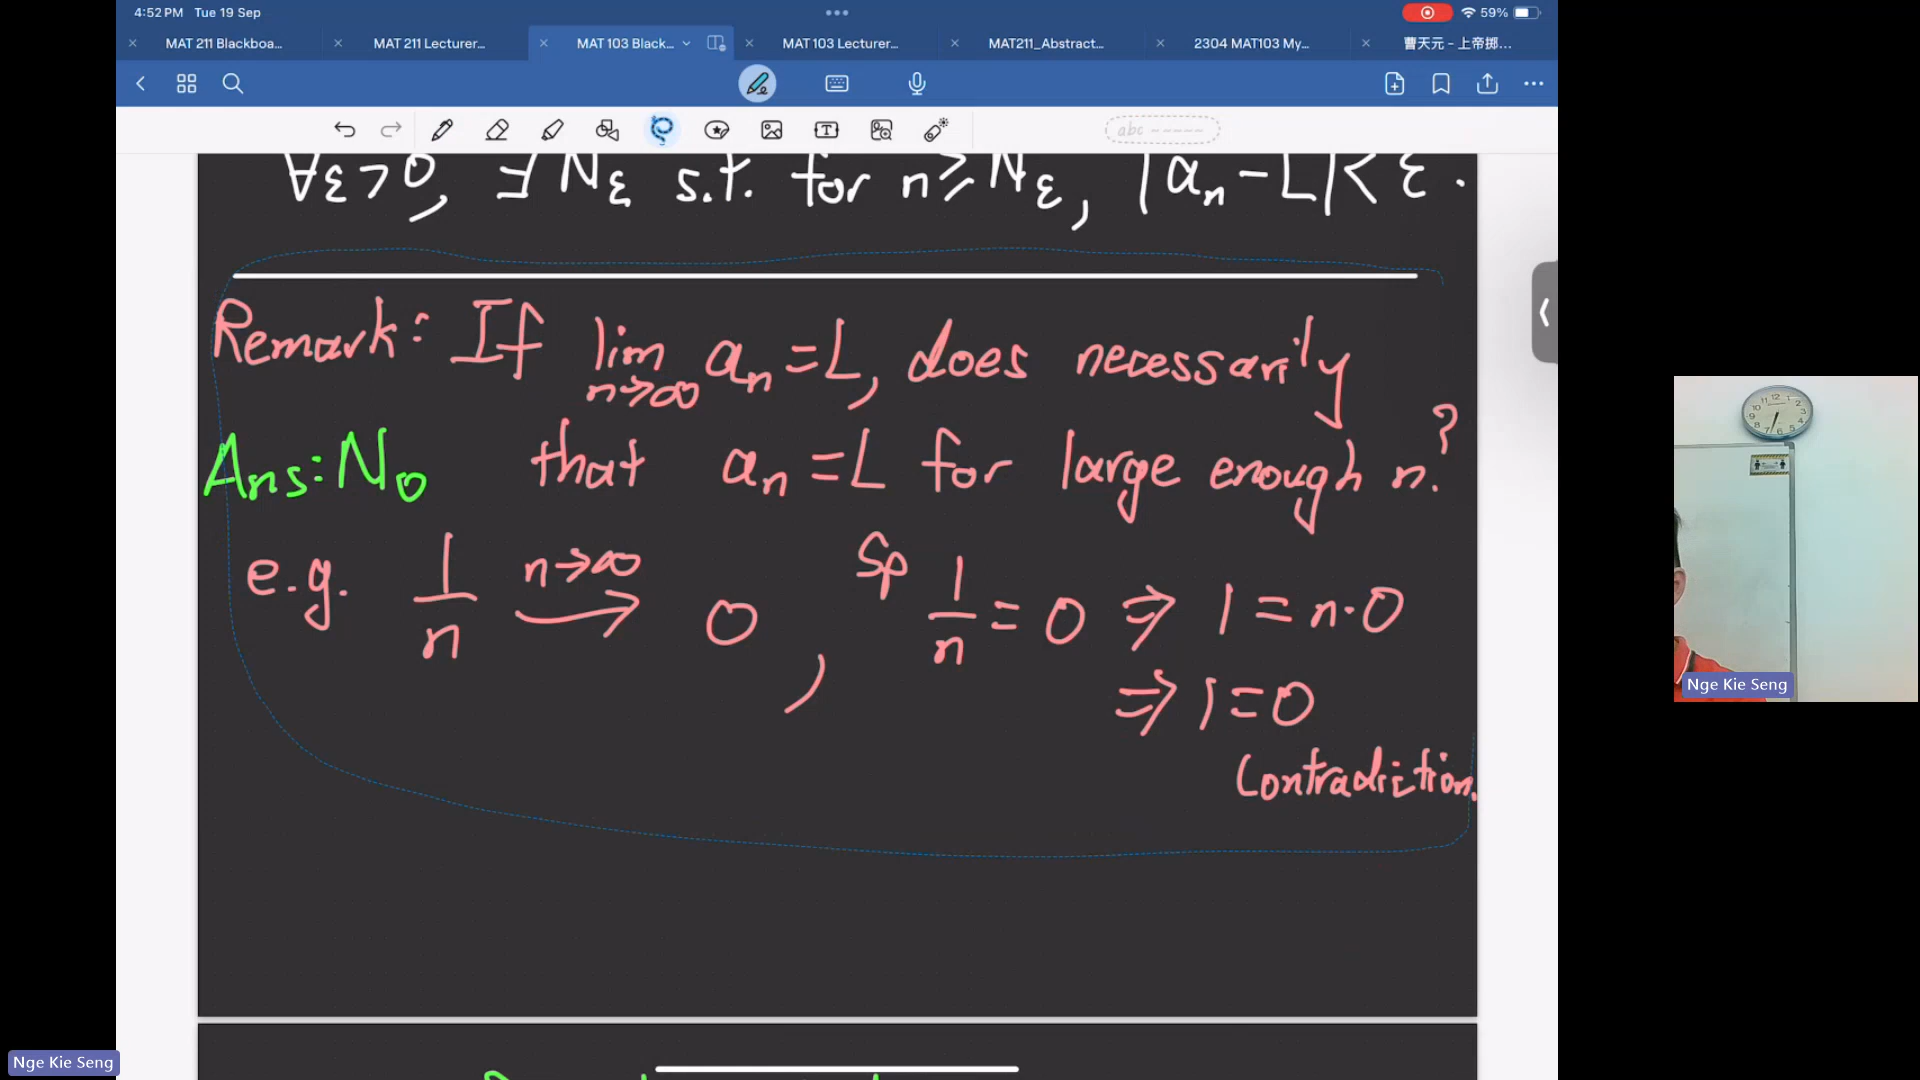 4:52 PM Tue 19 Sep
59%
MAT 211 Blackboa...
MAT 211 Lecturer...
MAT 103 Black...
MAT 103 Lecturer...
MAT211_Abstract...
2304 MAT103 My...
曹天元 - 上帝掷...
abc
∀ε>0, ∃ Nε s.t. for n≥Nε, |aₙ-L|<ε.
Remark: If lim n→∞ aₙ=L, does necessarily
Ans: No that aₙ=L for large enough n.?
e.g. 1/n n→∞ ⟶ 0, Sp 1/n = 0 ⇒ 1 = n·0
⇒ 1=0
Contradiction.
Nge Kie Seng
Nge Kie Seng